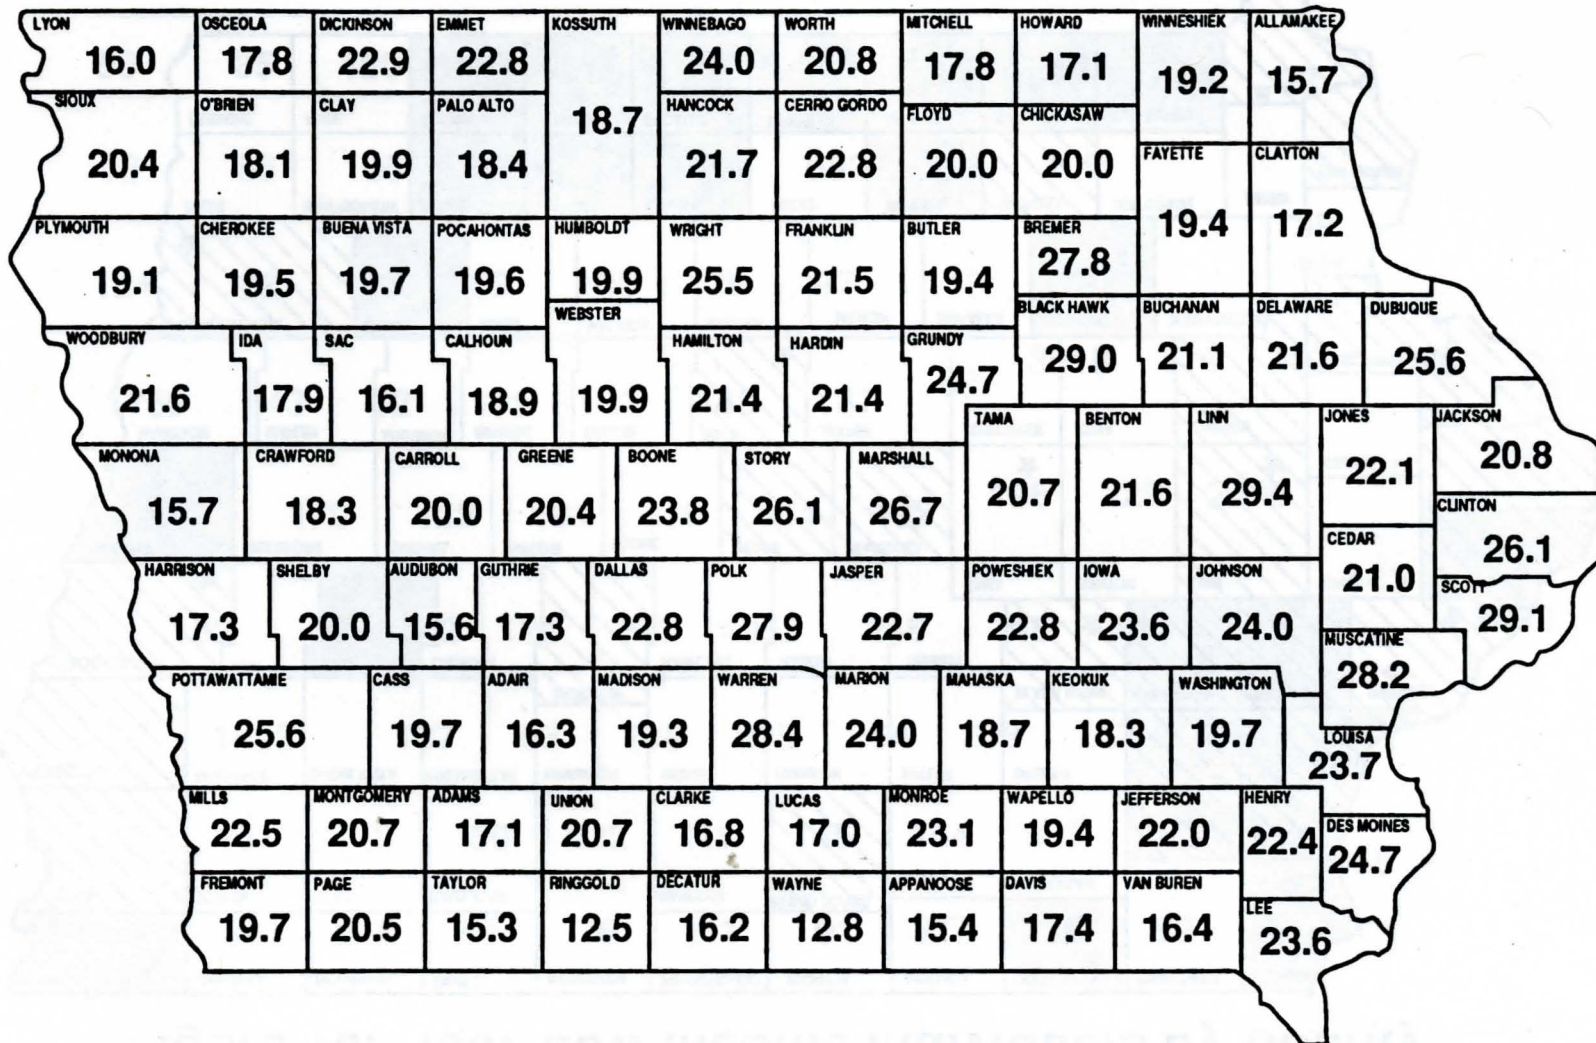 LYON OSCEOLA DICKINSON EMMET KOSSUTH WINNEBAGO WORTH MITCHELL HOWARD WINNESHIEK ALLAMAKEE
16.0 17.8 22.9 22.8 24.0 20.8 17.8 17.1 19.2 15.7
SIOUX O'BRIEN CLAY PALO ALTO 18.7 HANCOCK CERRO GORDO FLOYD CHICKASAW
20.4 18.1 19.9 18.4 21.7 22.8 20.0 20.0 FAYETTE CLAYTON
PLYMOUTH CHEROKEE BUENA VISTA POCAHONTAS HUMBOLDT WRIGHT FRANKLIN BUTLER BREMER 19.4 17.2
19.1 19.5 19.7 19.6 19.9 25.5 21.5 19.4 27.8
WEBSTER BLACK HAWK BUCHANAN DELAWARE DUBUQUE
WOODBURY IDA SAC CALHOUN HAMILTON HARDIN GRUNDY 29.0 21.1 21.6 25.6
21.6 17.9 16.1 18.9 19.9 21.4 21.4 24.7
TAMA BENTON LINN JONES JACKSON
MONONA CRAWFORD CARROLL GREENE BOONE STORY MARSHALL 22.1 20.8
15.7 18.3 20.0 20.4 23.8 26.1 26.7 20.7 21.6 29.4 CLINTON
CEDAR 26.1
HARRISON SHELBY AUDUBON GUTHRIE DALLAS POLK JASPER POWESHIEK IOWA JOHNSON 21.0 SCOTT
17.3 20.0 15.6 17.3 22.8 27.9 22.7 22.8 23.6 24.0 29.1
MUSCATINE
POTTAWATTAMIE CASS ADAIR MADISON WARREN MARION MAHASKA KEOKUK WASHINGTON 28.2
25.6 19.7 16.3 19.3 28.4 24.0 18.7 18.3 19.7 LOUISA
23.7
MILLS MONTGOMERY ADAMS UNION CLARKE LUCAS MONROE WAPELLO JEFFERSON HENRY DES MOINES
22.5 20.7 17.1 20.7 16.8 17.0 23.1 19.4 22.0 22.4 24.7
FREMONT PAGE TAYLOR RINGGOLD DECATUR WAYNE APPANOOSE DAVIS VAN BUREN LEE
19.7 20.5 15.3 12.5 16.2 12.8 15.4 17.4 16.4 23.6